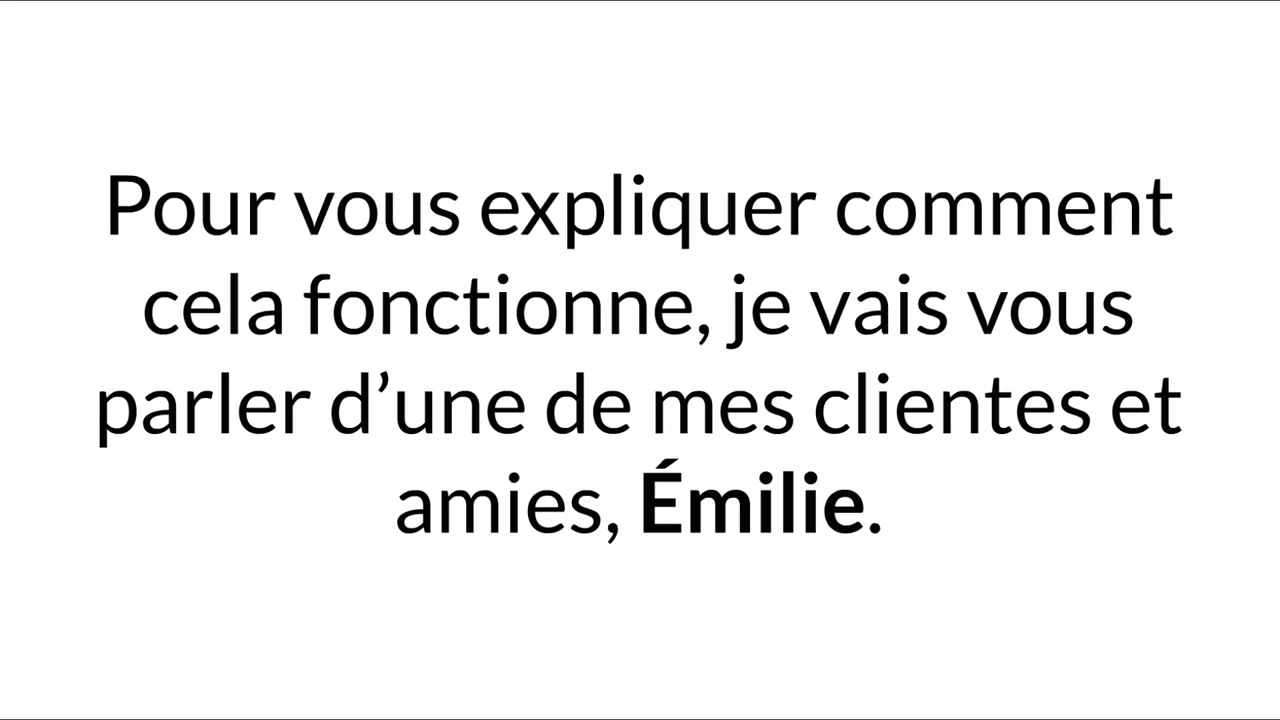 Pour vous expliquer comment
cela fonctionne, je vais vous
parler d’une de mes clientes et
amies, Émilie.